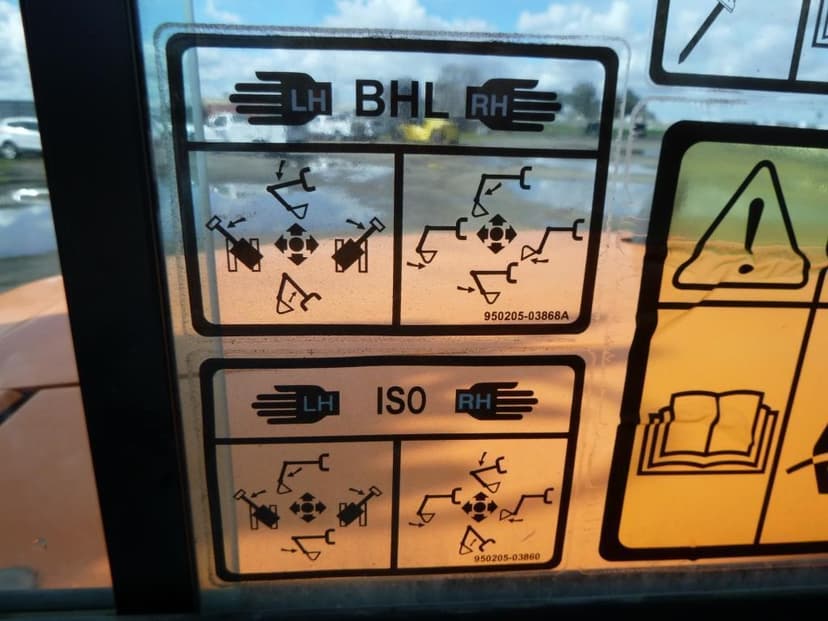 LH BHL RH
950205-03868A
LH ISO RH
950205-03860